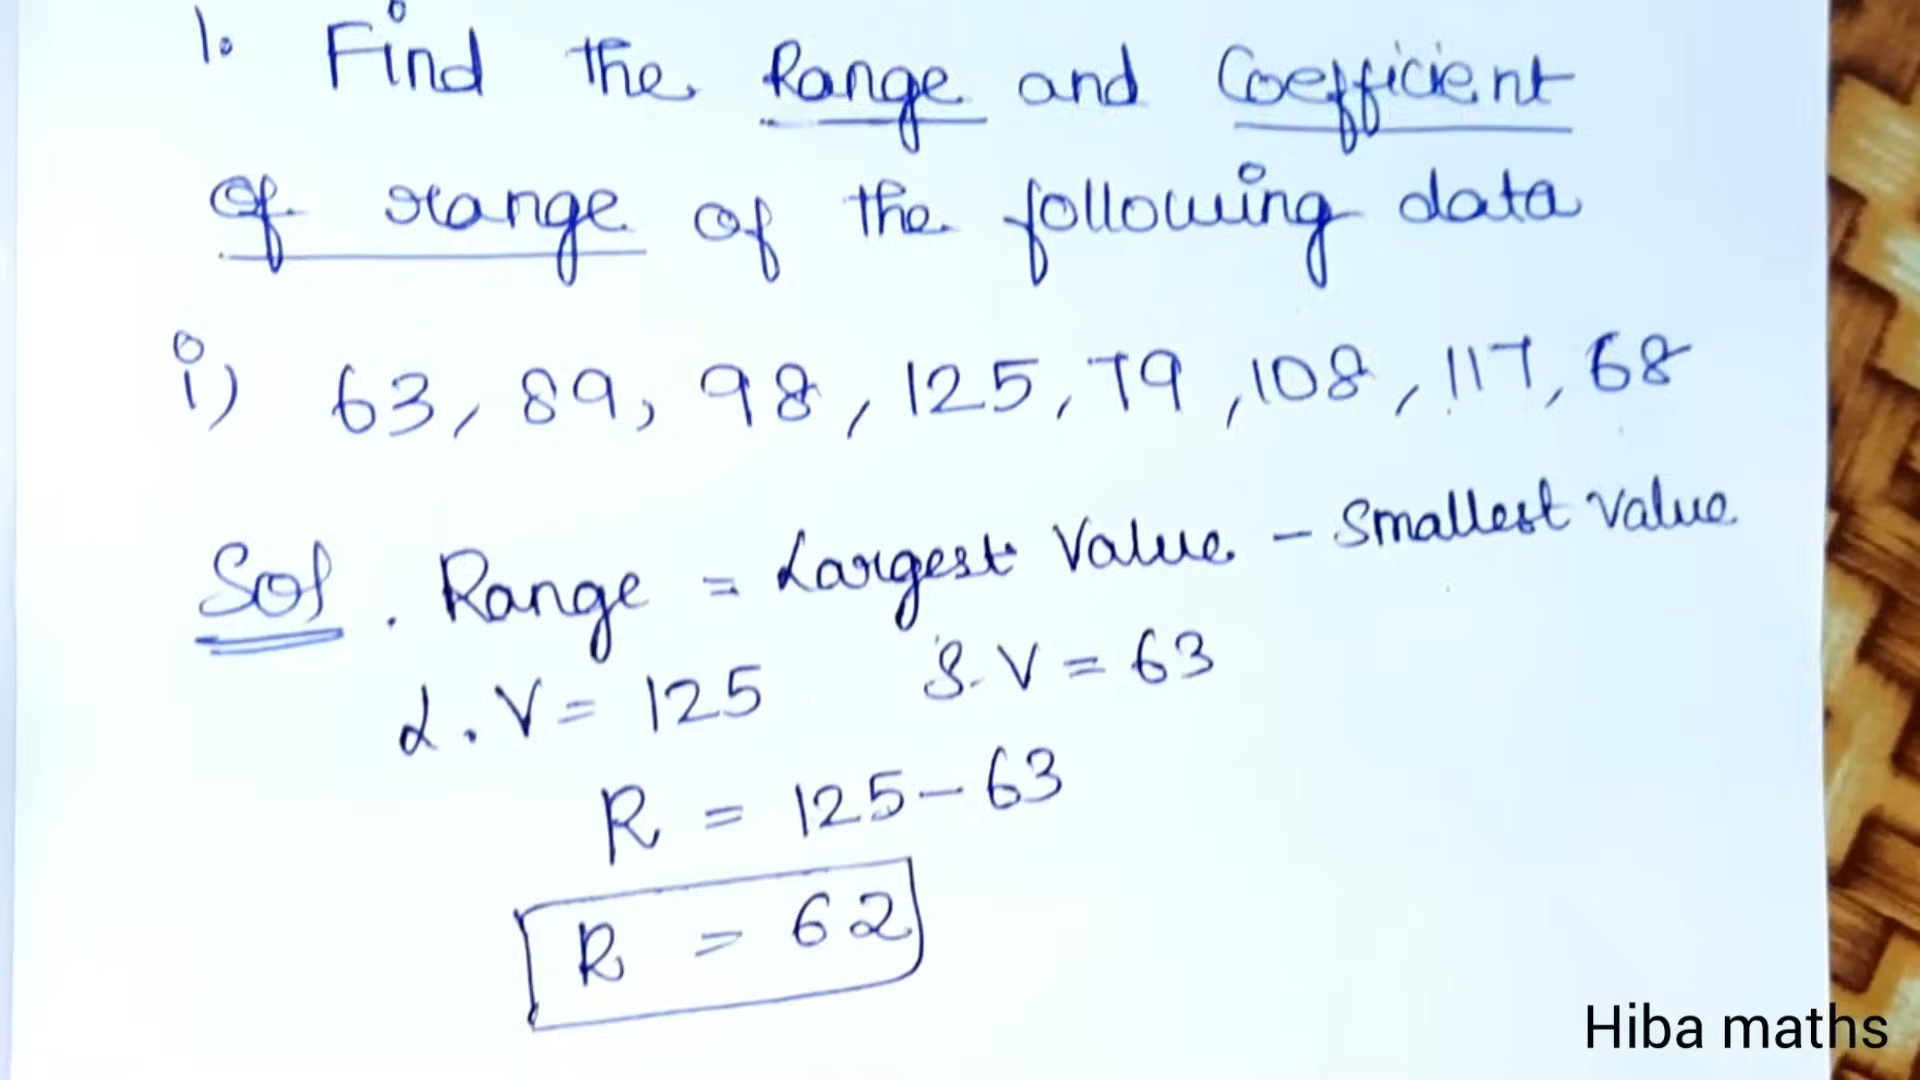 1. Find the Range and Coefficient
of range of the following data
i) 63, 89, 98, 125, 79, 108, 117, 68
Sol. Range = Largest Value - Smallest value
L.V = 125 S.V = 63
R = 125-63
R = 62
Hiba maths